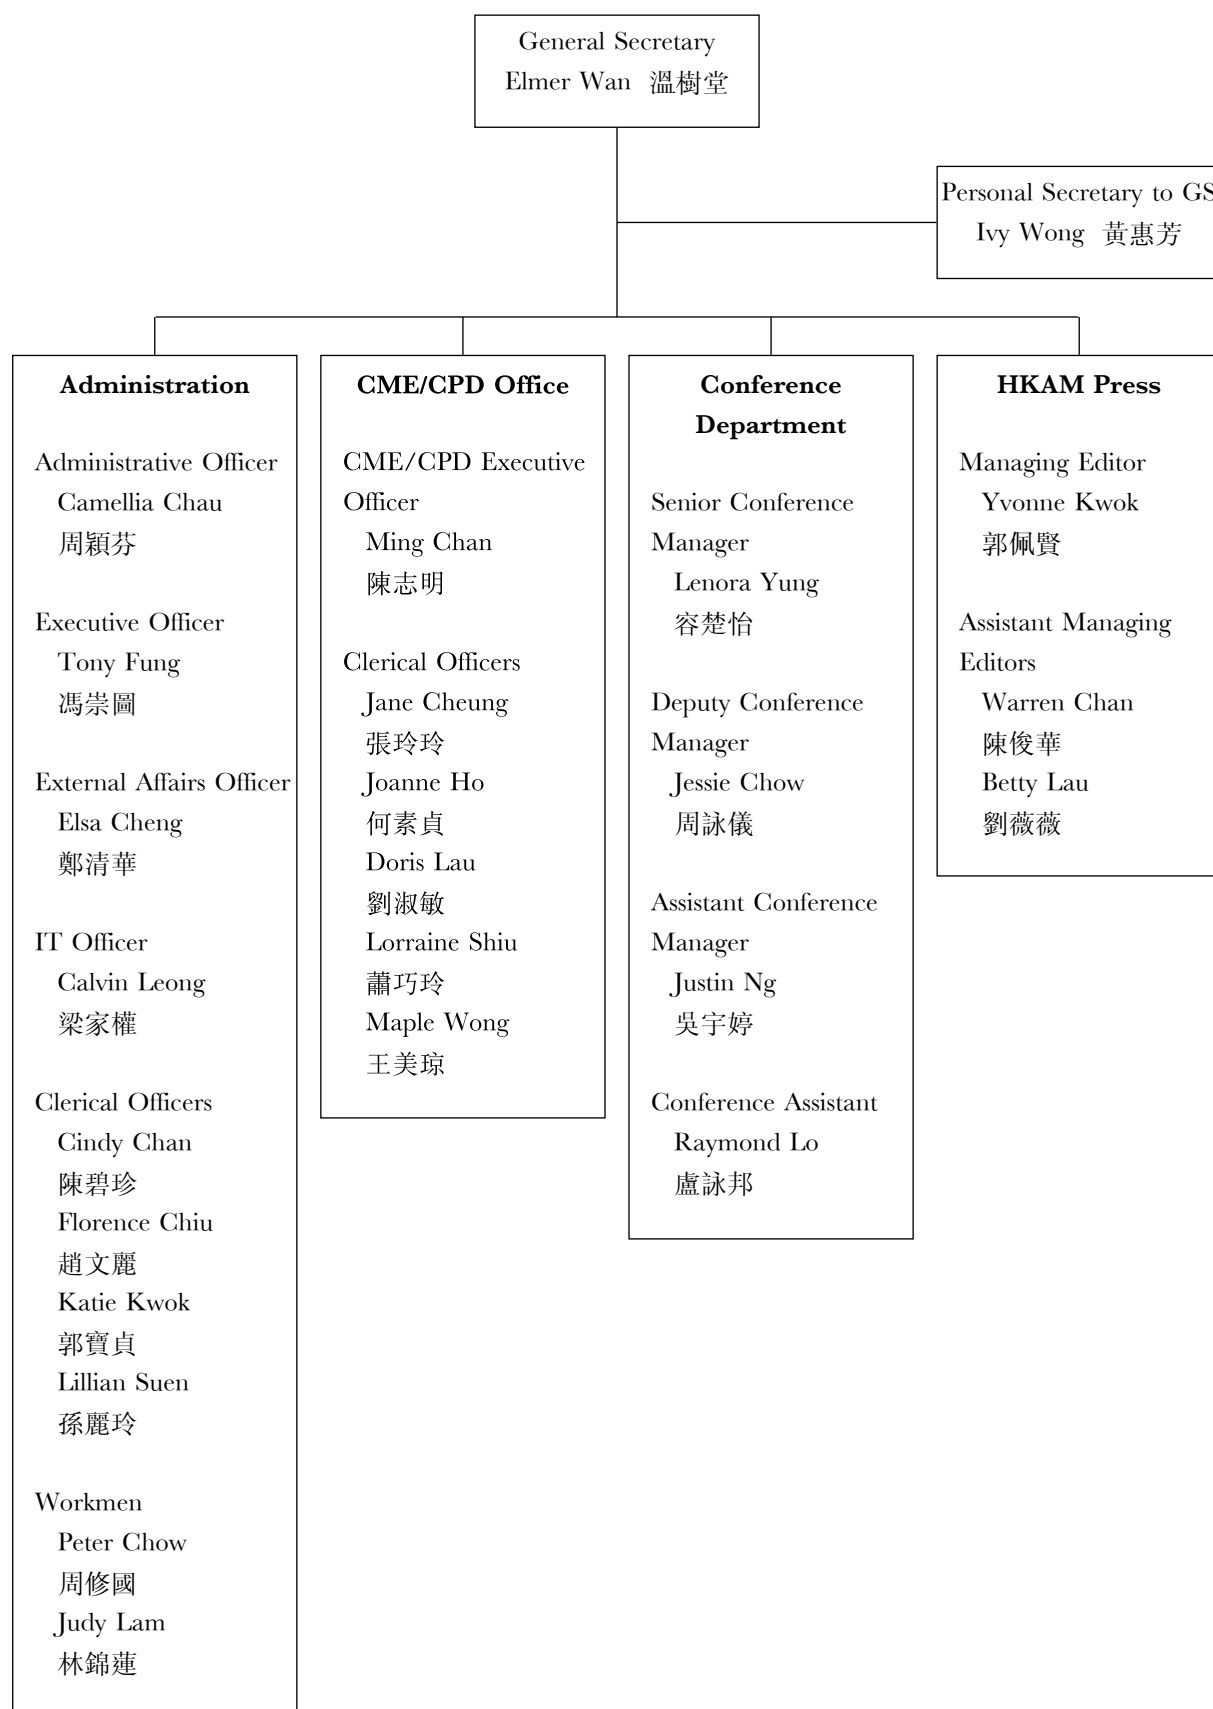 General Secretary
Elmer Wan 溫樹堂
Personal Secretary to GS
Ivy Wong 黃惠芳
Administration
Administrative Officer
Camellia Chau
周穎芬
Executive Officer
Tony Fung
馮崇圖
External Affairs Officer
Elsa Cheng
鄭清華
IT Officer
Calvin Leong
梁家權
Clerical Officers
Cindy Chan
陳碧珍
Florence Chiu
趙文麗
Katie Kwok
郭寶貞
Lillian Suen
孫麗玲
Workmen
Peter Chow
周修國
Judy Lam
林錦蓮
CME/CPD Office
CME/CPD Executive
Officer
Ming Chan
陳志明
Clerical Officers
Jane Cheung
張玲玲
Joanne Ho
何素貞
Doris Lau
劉淑敏
Lorraine Shiu
蕭巧玲
Maple Wong
王美琼
Conference
Department
Senior Conference
Manager
Lenora Yung
容楚怡
Deputy Conference
Manager
Jessie Chow
周詠儀
Assistant Conference
Manager
Justin Ng
吳宇婷
Conference Assistant
Raymond Lo
盧詠邦
HKAM Press
Managing Editor
Yvonne Kwok
郭佩賢
Assistant Managing
Editors
Warren Chan
陳俊華
Betty Lau
劉薇薇